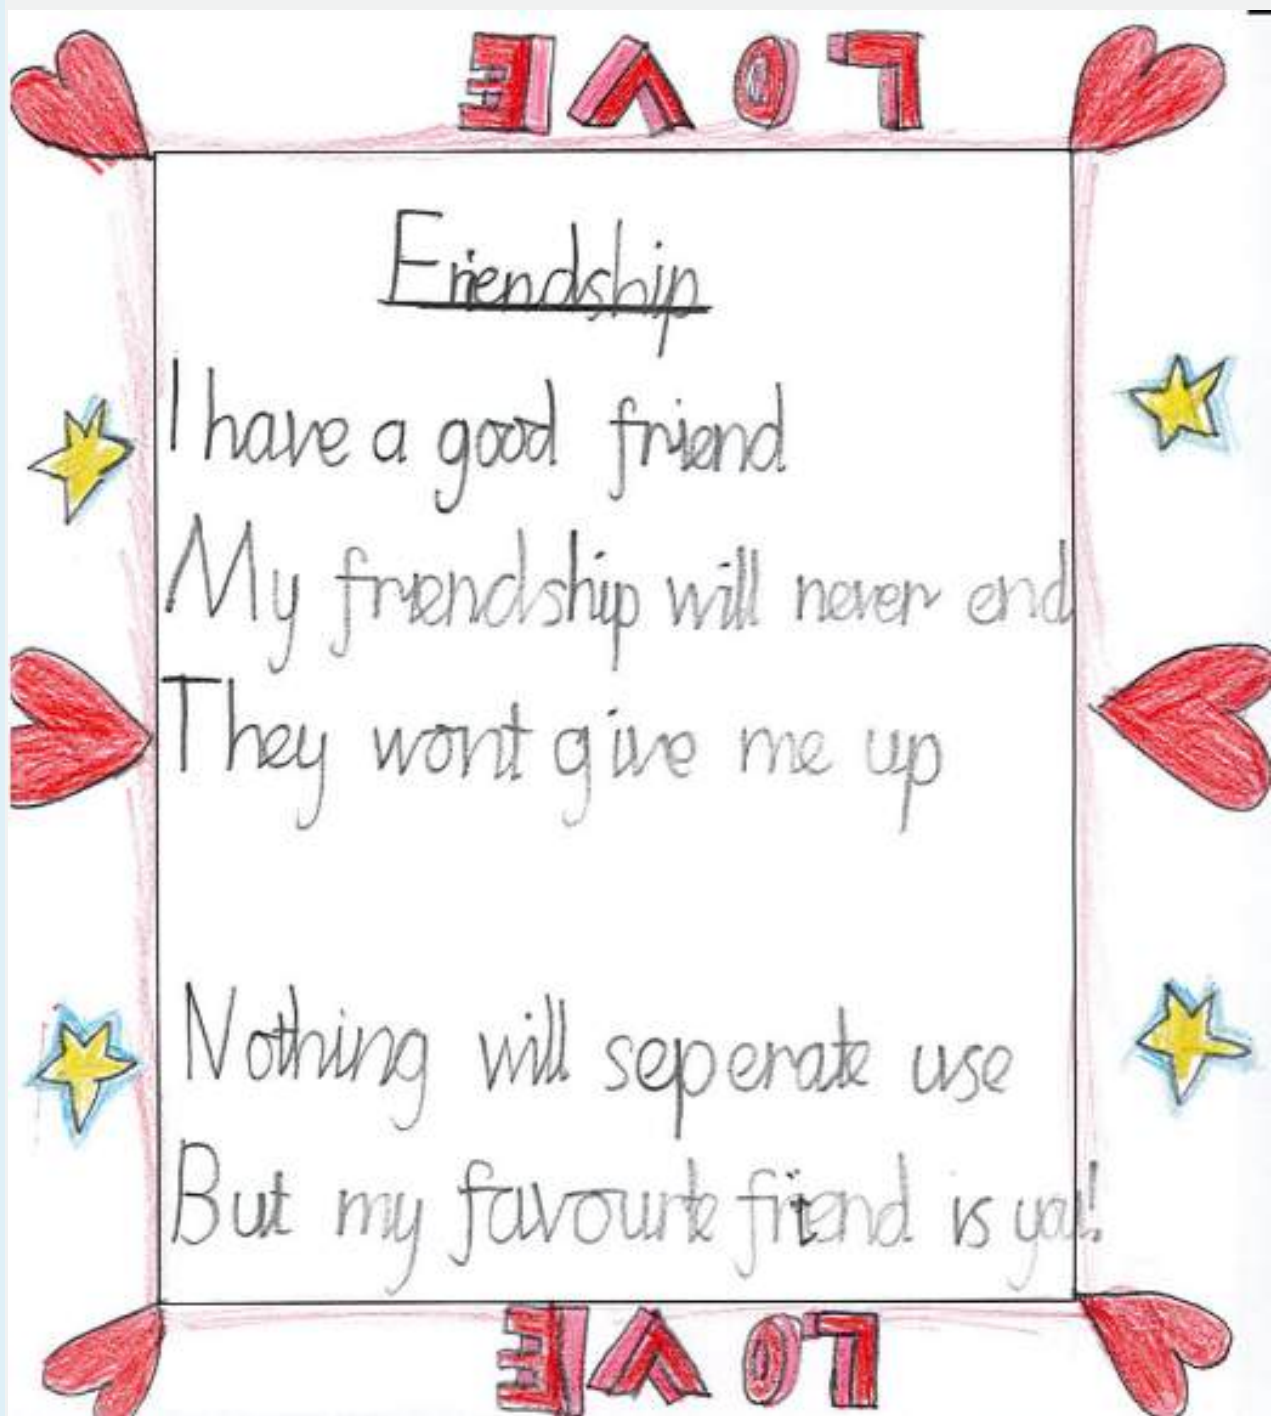 LOVE
Friendship
I have a good friend
My friendship will never end
They wont give me up
Nothing will seperate use
But my favourite friend is you!
LOVE